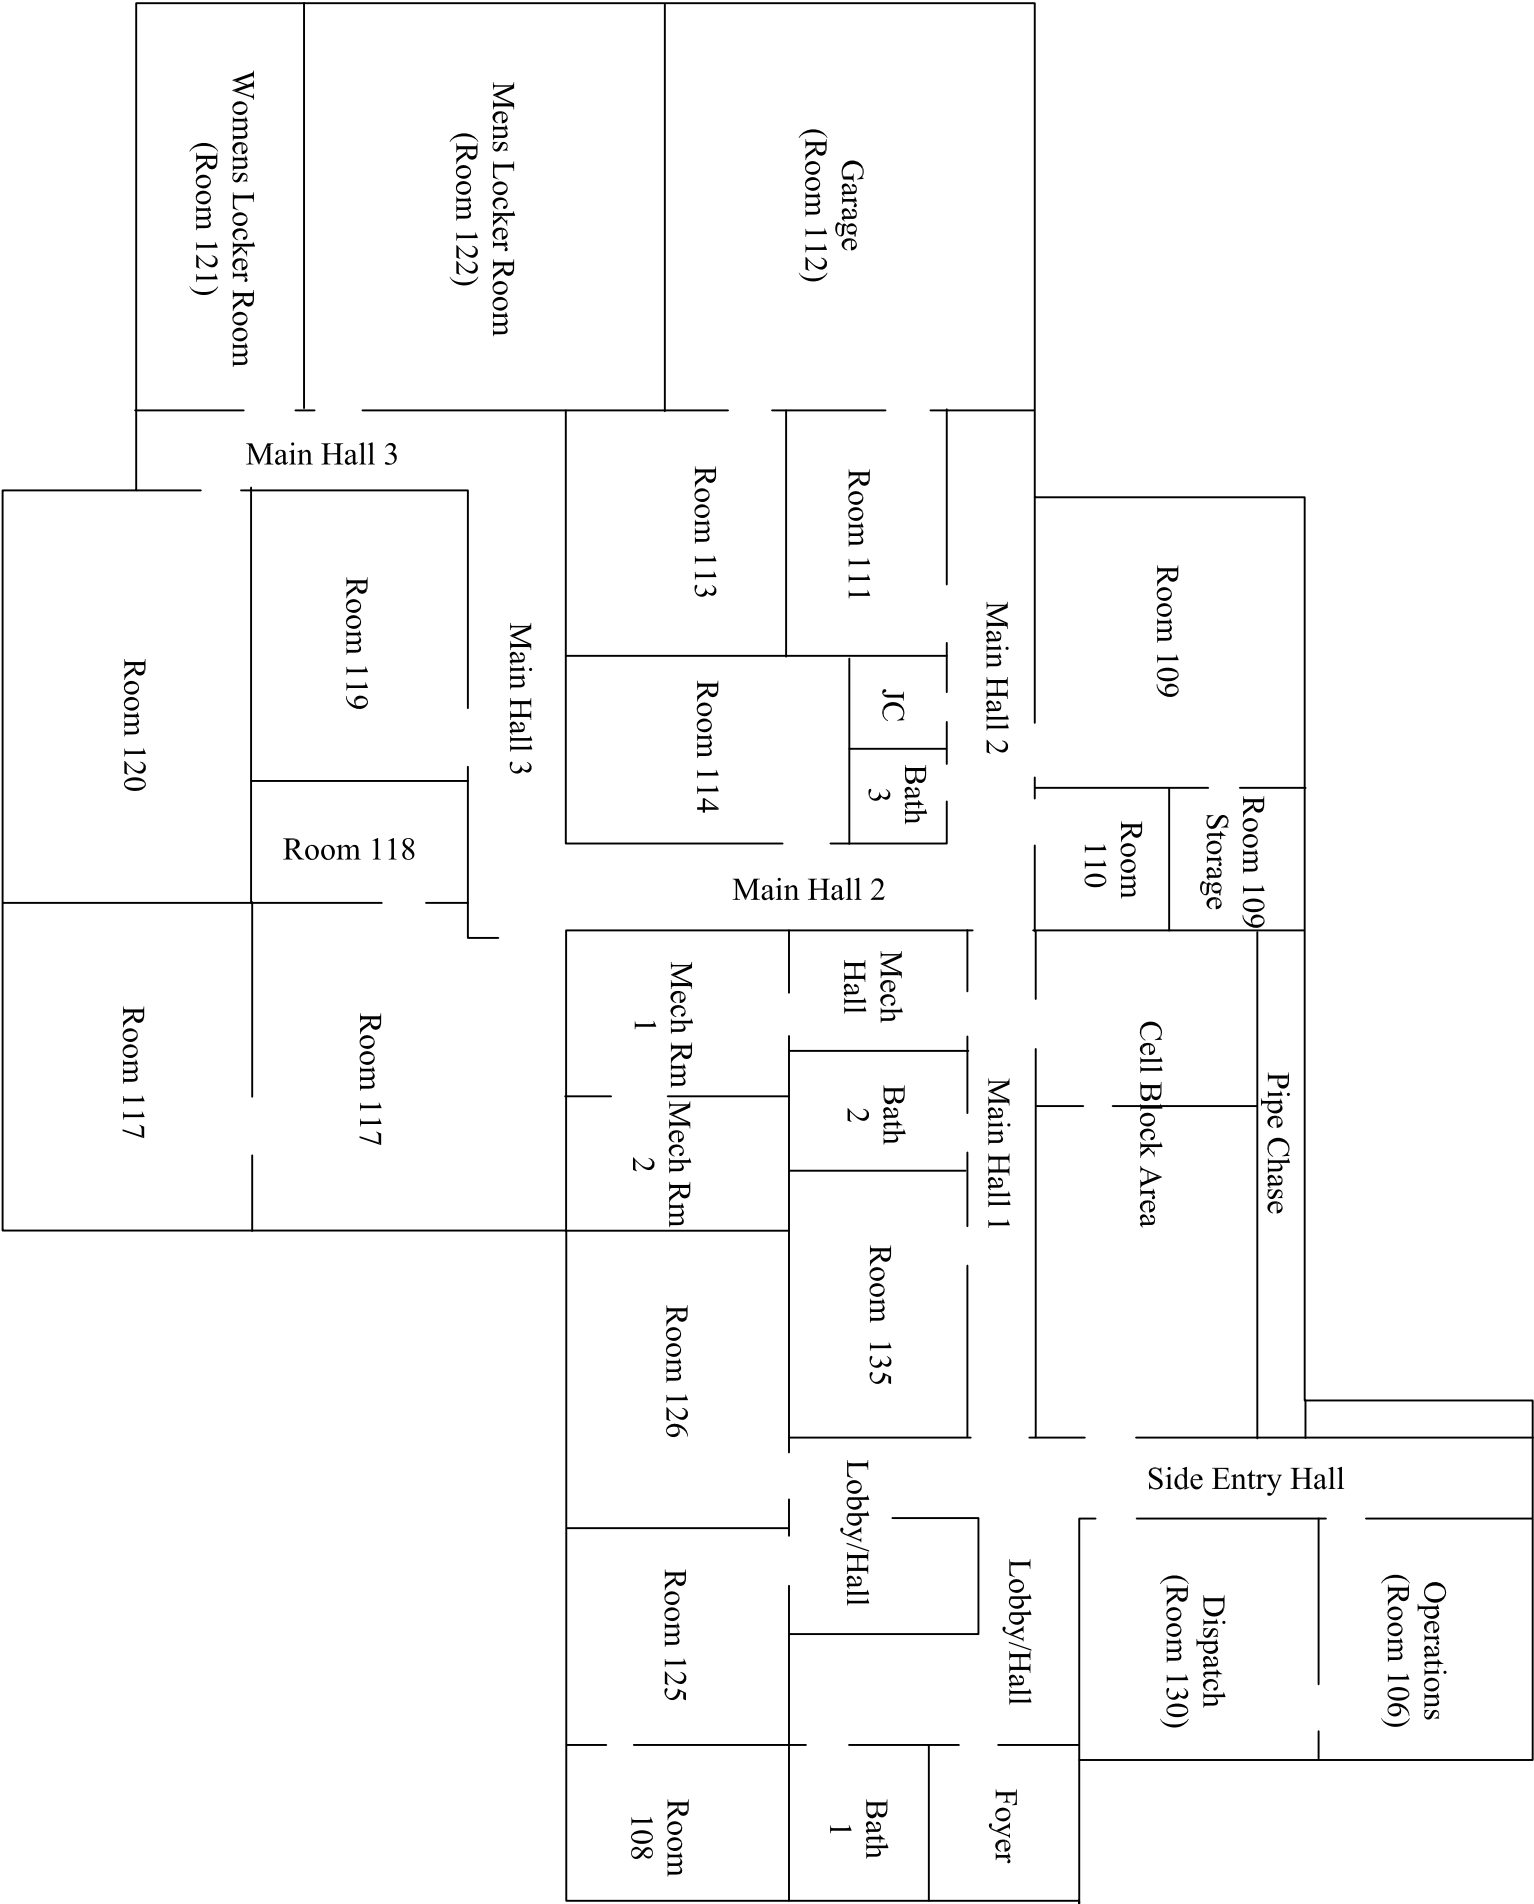 Womens Locker Room
(Room 121)
Mens Locker Room
(Room 122)
Garage
(Room 112)
Main Hall 3
Room 113
Room 111
Room 109
Room 119
Main Hall 3
Main Hall 2
Room 120
Room 114
JC
Bath
3
Room 118
Main Hall 2
Room
110
Room 109
Storage
Room 117
Room 117
Mech Rm
1
Mech
Hall
Cell Block Area
Pipe Chase
Mech Rm
2
Bath
2
Main Hall 1
Room 126
Room 135
Lobby/Hall
Side Entry Hall
Room 125
Lobby/Hall
Dispatch
(Room 130)
Operations
(Room 106)
Room
108
Bath
1
Foyer